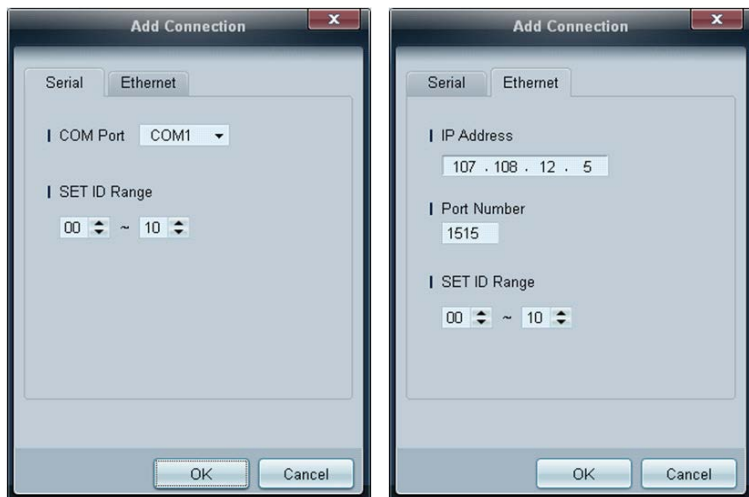 Add Connection
Serial Ethernet
COM Port COM1
SET ID Range
00 ~ 10
OK Cancel
Add Connection
Serial Ethernet
IP Address
107 . 108 . 12 . 5
Port Number
1515
SET ID Range
00 ~ 10
OK Cancel